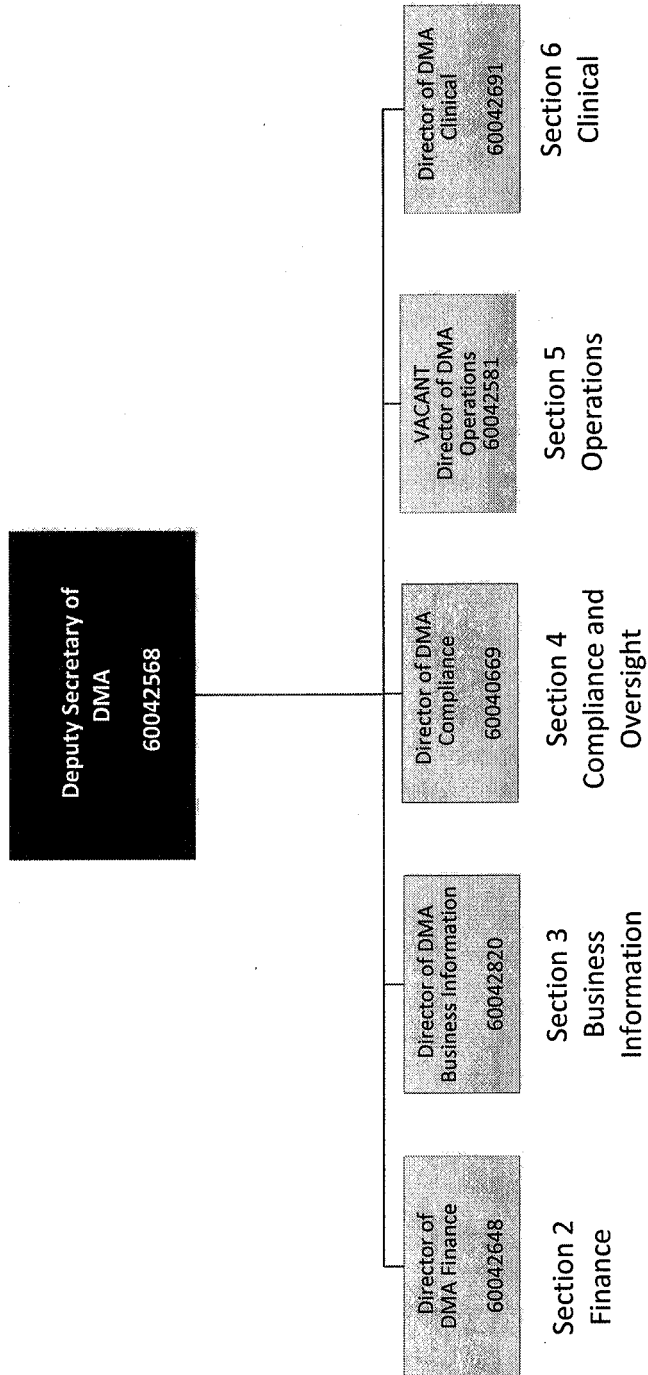 Deputy Secretary of
DMA
60042568
Director of
DMA Finance
60042648
Section 2
Finance
Director of DMA
Business Information
60042820
Section 3
Business
Information
Director of DMA
Compliance
60040669
Section 4
Compliance and
Oversight
VACANT
Director of DMA
Operations
60042581
Section 5
Operations
Director of DMA
Clinical
60042691
Section 6
Clinical